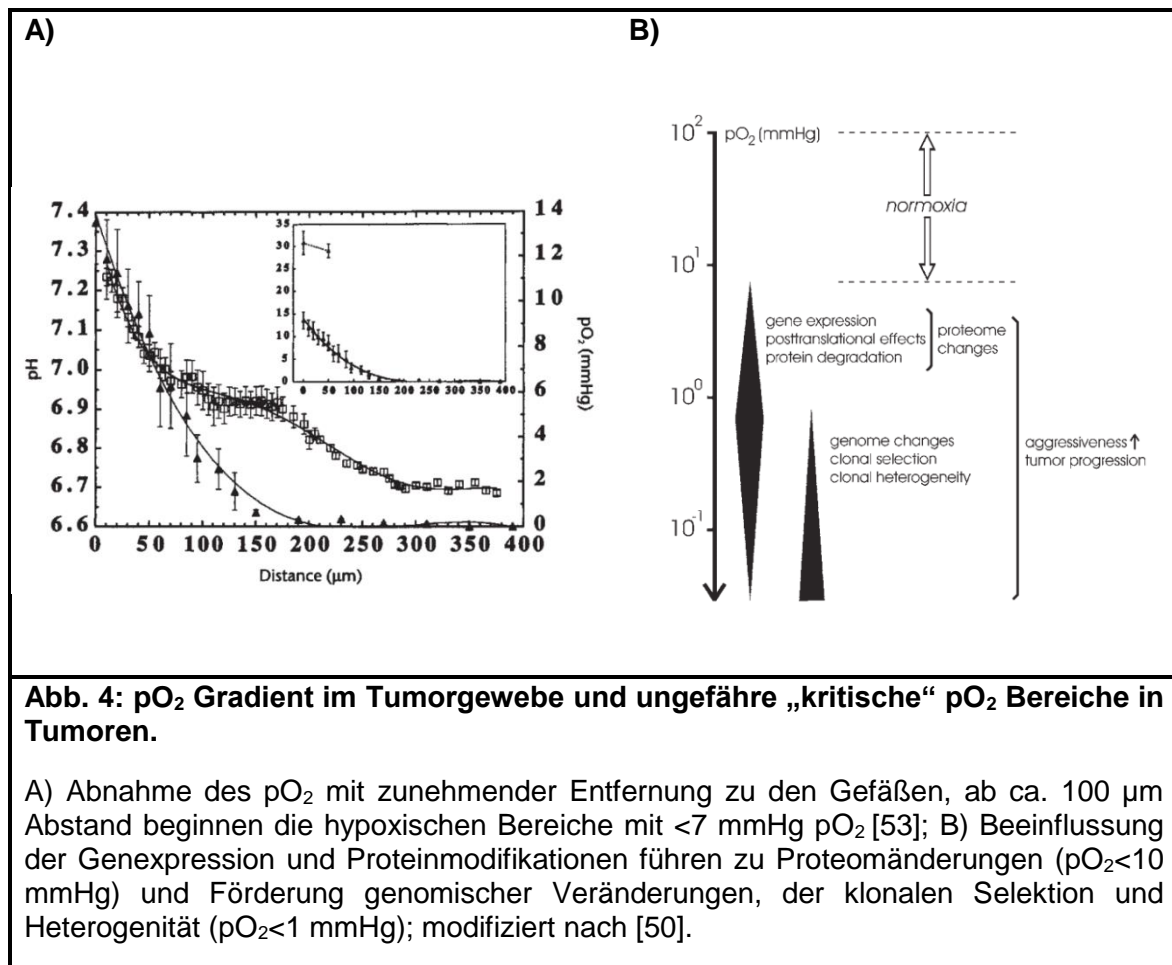 A)
B)
7.4
7.3
7.2
7.1
7.0
6.9
6.8
6.7
6.6
pH
0 50 100 150 200 250 300 350 400
Distance (µm)
14
12
10
8
6
4
2
0
pO₂ (mmHg)
35
30
25
20
15
10
5
0
0 50 100 150 200 250 300 350 400
10² pO₂ (mmHg)
normoxia
10¹
gene expression
posttranslational effects
protein degradation
proteome
changes
10⁰
genome changes
clonal selection
clonal heterogeneity
aggressiveness↑
tumor progression
10⁻¹
Abb. 4: pO₂ Gradient im Tumorgewebe und ungefähre „kritische“ pO₂ Bereiche in
Tumoren.
A) Abnahme des pO₂ mit zunehmender Entfernung zu den Gefäßen, ab ca. 100 µm
Abstand beginnen die hypoxischen Bereiche mit <7 mmHg pO₂ [53]; B) Beeinflussung
der Genexpression und Proteinmodifikationen führen zu Proteomänderungen (pO₂<10
mmHg) und Förderung genomischer Veränderungen, der klonalen Selektion und
Heterogenität (pO₂<1 mmHg); modifiziert nach [50].